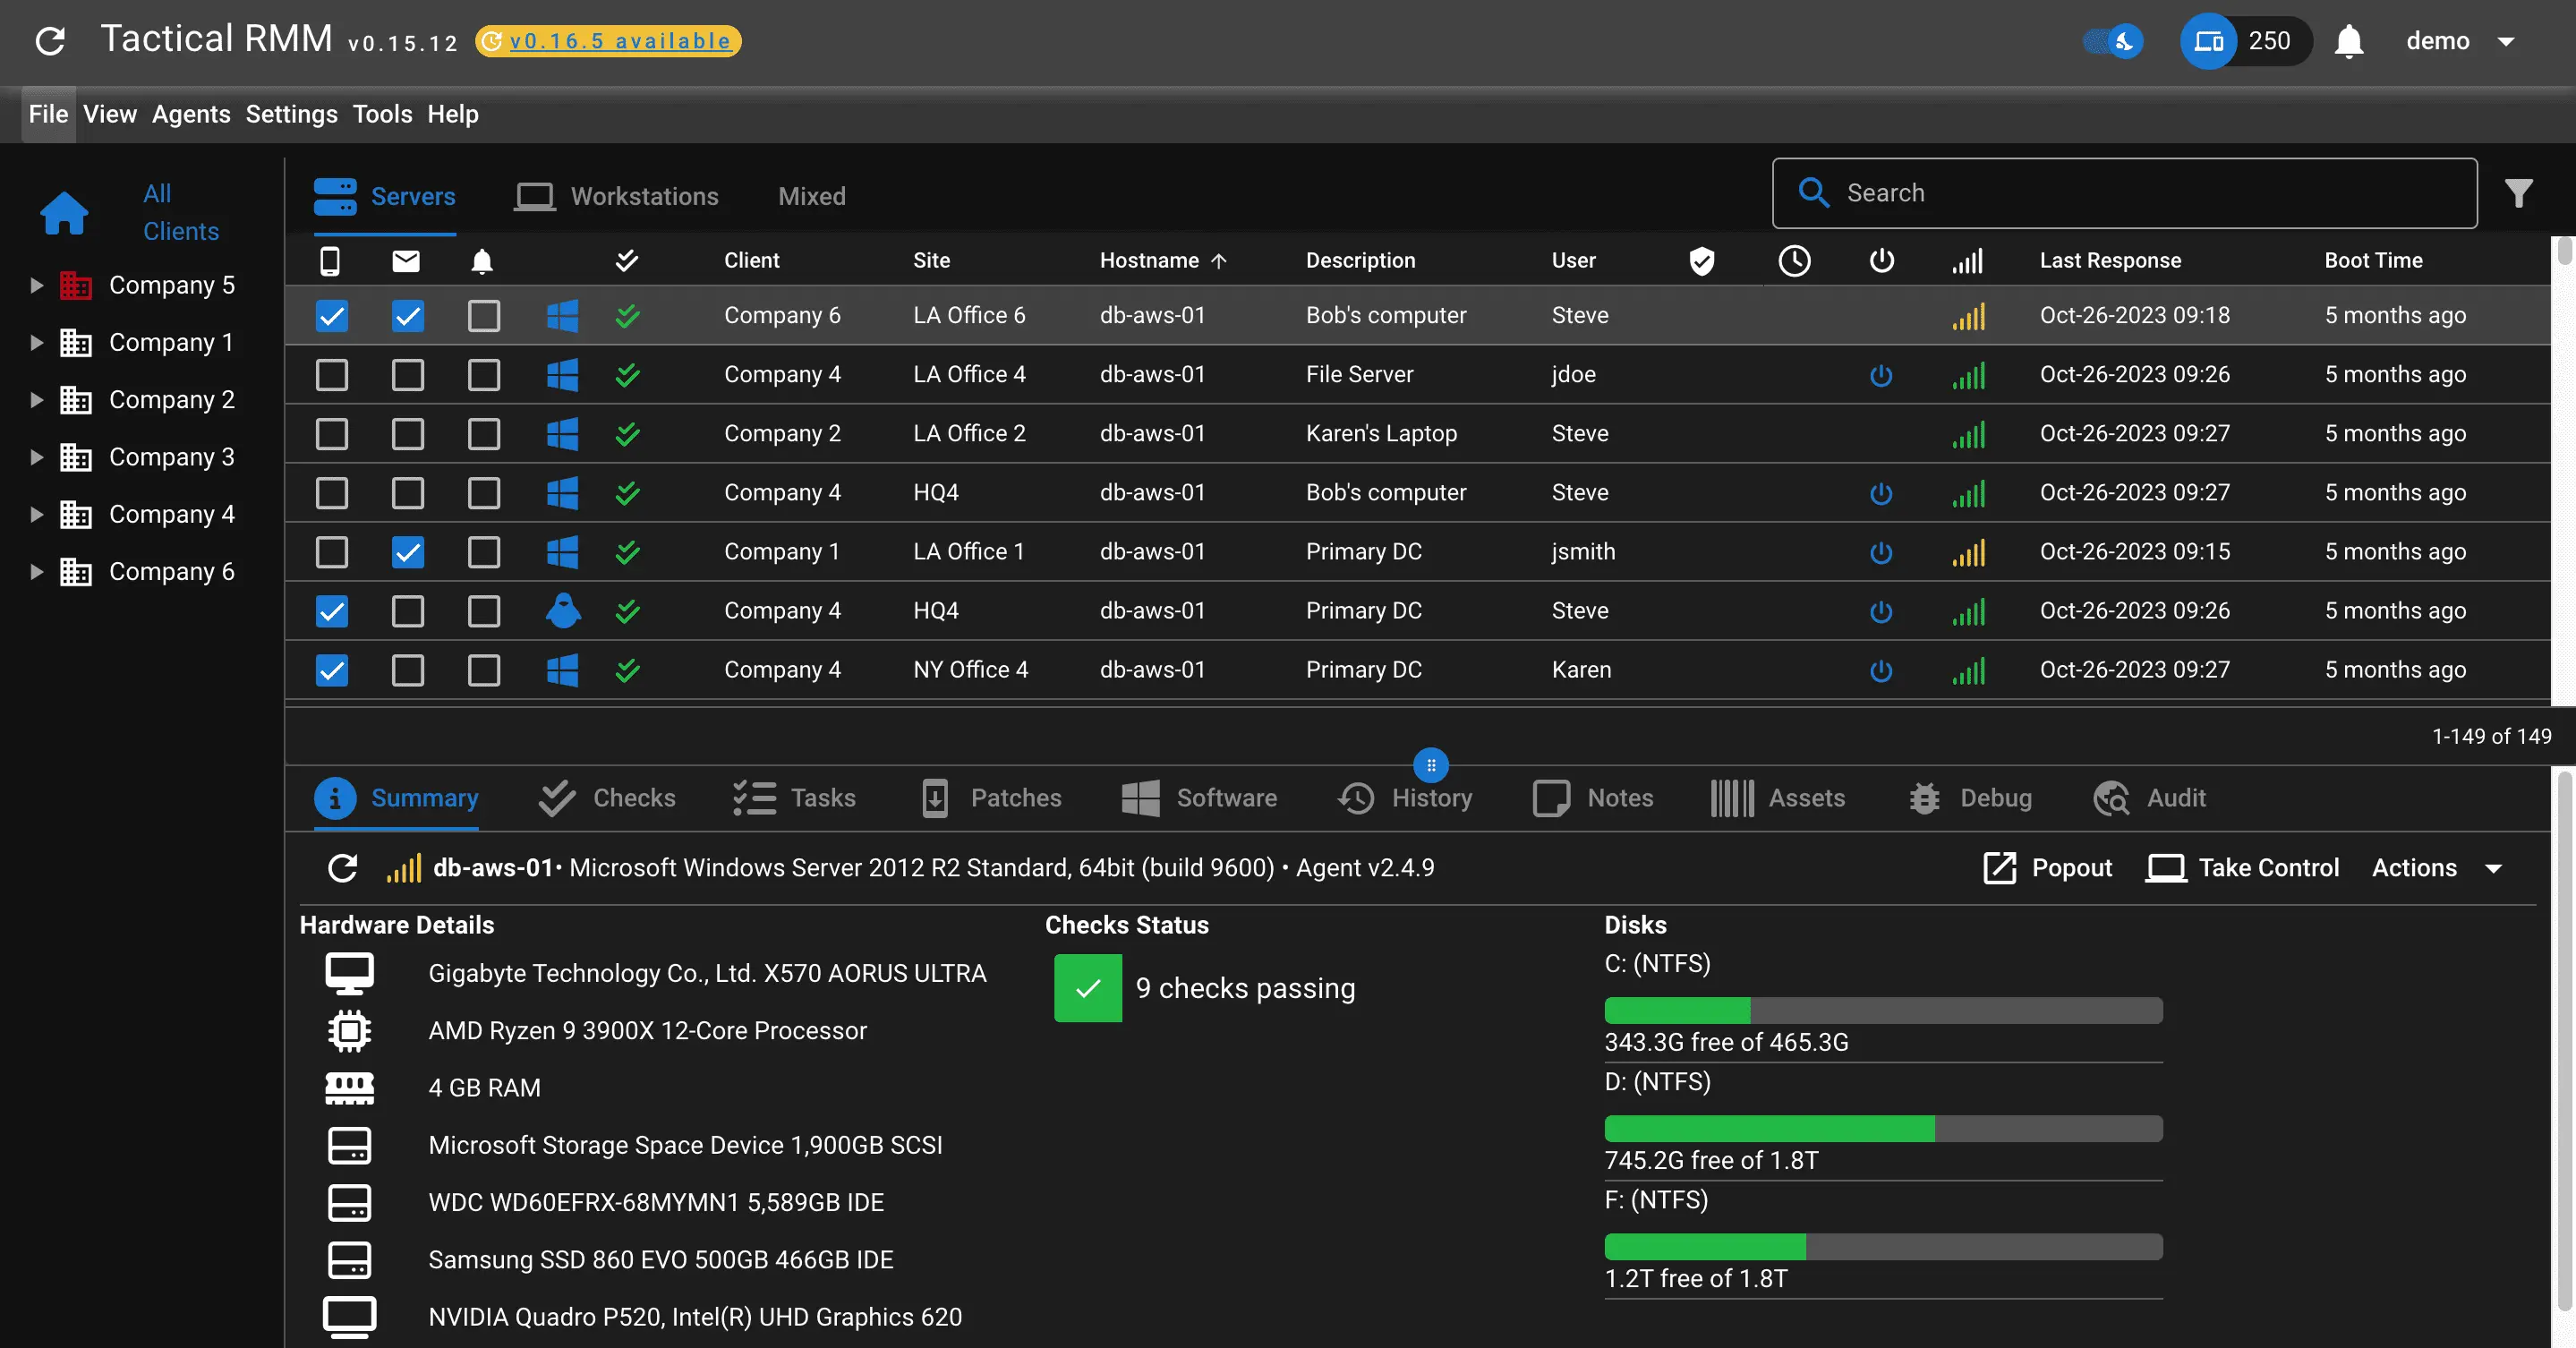 Tactical RMM v0.15.12 v0.16.5 available 250 demo
File View Agents Settings Tools Help
All
Clients
Company 5
Company 1
Company 2
Company 3
Company 4
Company 6
Servers Workstations Mixed Search
Client Site Hostname Description User Last Response Boot Time
Company 6 LA Office 6 db-aws-01 Bob's computer Steve Oct-26-2023 09:18 5 months ago
Company 4 LA Office 4 db-aws-01 File Server jdoe Oct-26-2023 09:26 5 months ago
Company 2 LA Office 2 db-aws-01 Karen's Laptop Steve Oct-26-2023 09:27 5 months ago
Company 4 HQ4 db-aws-01 Bob's computer Steve Oct-26-2023 09:27 5 months ago
Company 1 LA Office 1 db-aws-01 Primary DC jsmith Oct-26-2023 09:15 5 months ago
Company 4 HQ4 db-aws-01 Primary DC Steve Oct-26-2023 09:26 5 months ago
Company 4 NY Office 4 db-aws-01 Primary DC Karen Oct-26-2023 09:27 5 months ago
1-149 of 149
Summary Checks Tasks Patches Software History Notes Assets Debug Audit
db-aws-01• Microsoft Windows Server 2012 R2 Standard, 64bit (build 9600) • Agent v2.4.9 Popout Take Control Actions
Hardware Details
Gigabyte Technology Co., Ltd. X570 AORUS ULTRA
AMD Ryzen 9 3900X 12-Core Processor
4 GB RAM
Microsoft Storage Space Device 1,900GB SCSI
WDC WD60EFRX-68MYMN1 5,589GB IDE
Samsung SSD 860 EVO 500GB 466GB IDE
NVIDIA Quadro P520, Intel(R) UHD Graphics 620
Checks Status
9 checks passing
Disks
C: (NTFS)
343.3G free of 465.3G
D: (NTFS)
745.2G free of 1.8T
F: (NTFS)
1.2T free of 1.8T